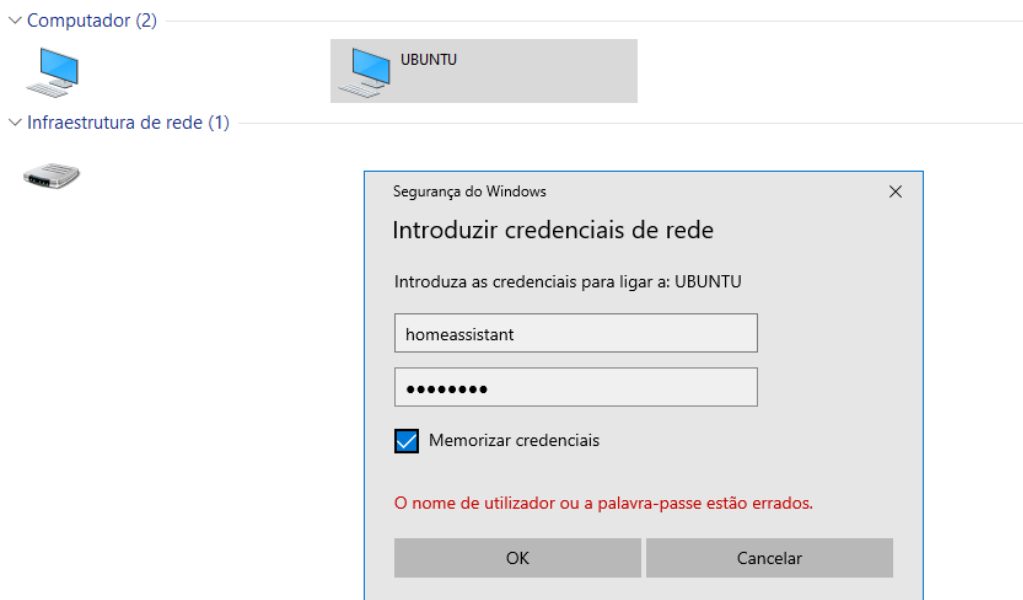 Computador (2)
UBUNTU
Infraestrutura de rede (1)
Segurança do Windows
Introduzir credenciais de rede
Introduza as credenciais para ligar a: UBUNTU
homeassistant
••••••••
Memorizar credenciais
O nome de utilizador ou a palavra-passe estão errados.
OK
Cancelar